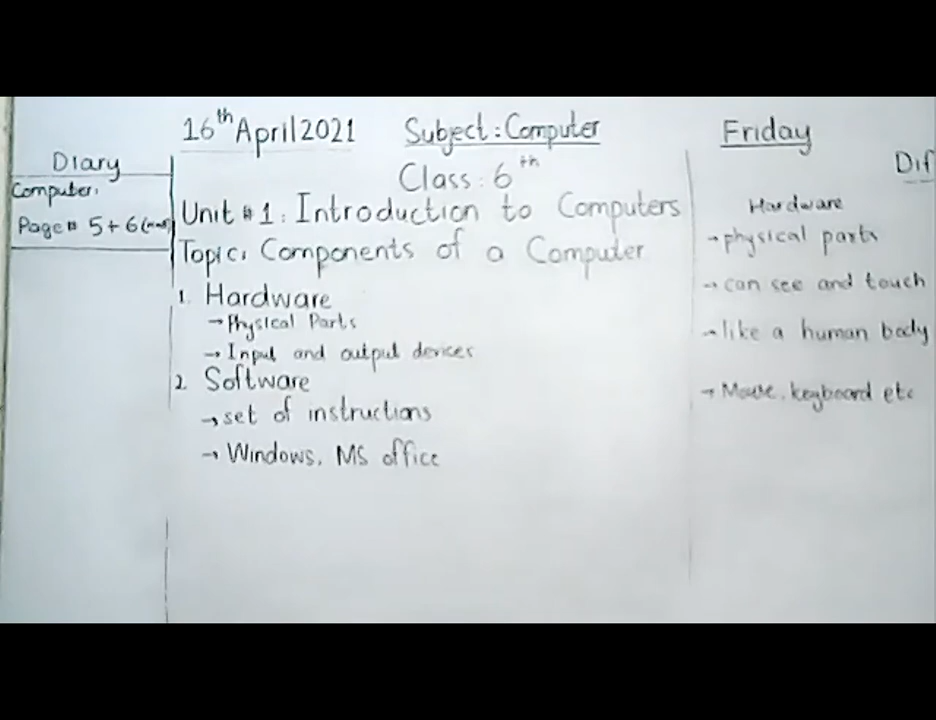 16th April 2021 Subject: Computer Friday
Class: 6th
Diary
Computer:
Page# 5+6
Unit #1: Introduction to Computers
Topic: Components of a Computer
1. Hardware
→ Physical Parts
→ Input and output devices
2 Software
→ set of instructions
→ Windows, MS office
Dif
Hardware
→ physical parts
→ can see and touch
→ like a human body
→ Mouse, keyboard etc